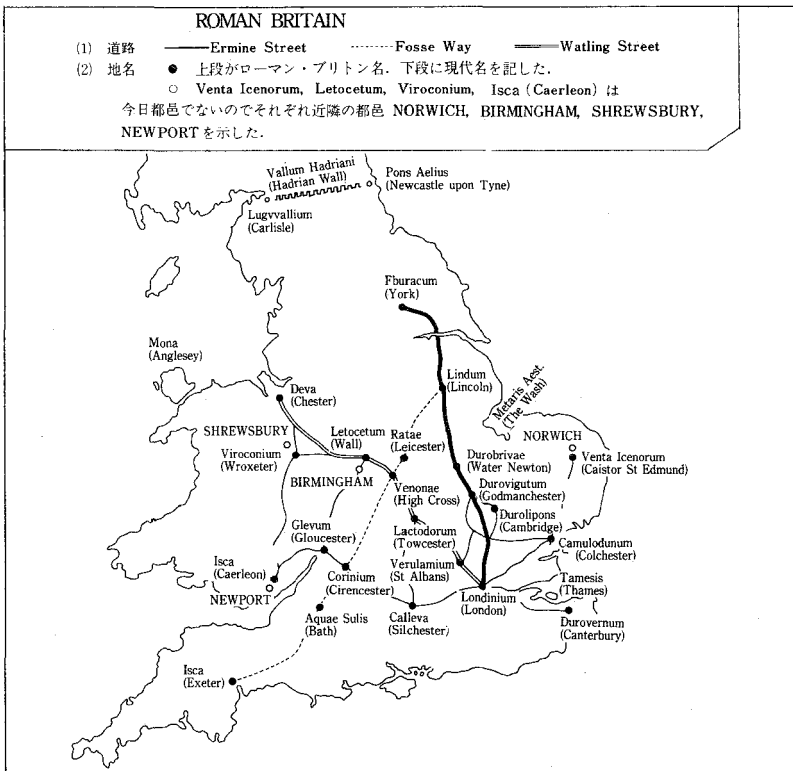 ROMAN BRITAIN
(1) 道路 Ermine Street Fosse Way Watling Street
(2) 地名 ● 上段がローマン・ブリトン名．下段に現代名を記した．
○ Venta Icenorum, Letocetum, Viroconium, Isca (Caerleon) は
今日都邑でないのでそれぞれ近隣の都邑 NORWICH, BIRMINGHAM, SHREWSBURY,
NEWPORT を示した．
Vallum Hadriani
(Hadrian Wall)
Pons Aelius
(Newcastle upon Tyne)
Lugvvallium
(Carlisle)
Fburacum
(York)
Mona
(Anglesey)
Deva
(Chester)
Lindum
(Lincoln)
Metaris Aest.
(The Wash)
SHREWSBURY
Viroconium
(Wroxeter)
Letocetum
(Wall)
BIRMINGHAM
Ratae
(Leicester)
Venonae
(High Cross)
Durobrivae
(Water Newton)
NORWICH
Venta Icenorum
(Caistor St Edmund)
Durovigutum
(Godmanchester)
Durolipons
(Cambridge)
Lactodorum
(Towcester)
Camulodunum
(Colchester)
Glevum
(Gloucester)
Isca
(Caerleon)
NEWPORT
Corinium
(Cirencester)
Verulamium
(St Albans)
Tamesis
(Thames)
Londinium
(London)
Aquae Sulis
(Bath)
Calleva
(Silchester)
Durovernum
(Canterbury)
Isca
(Exeter)